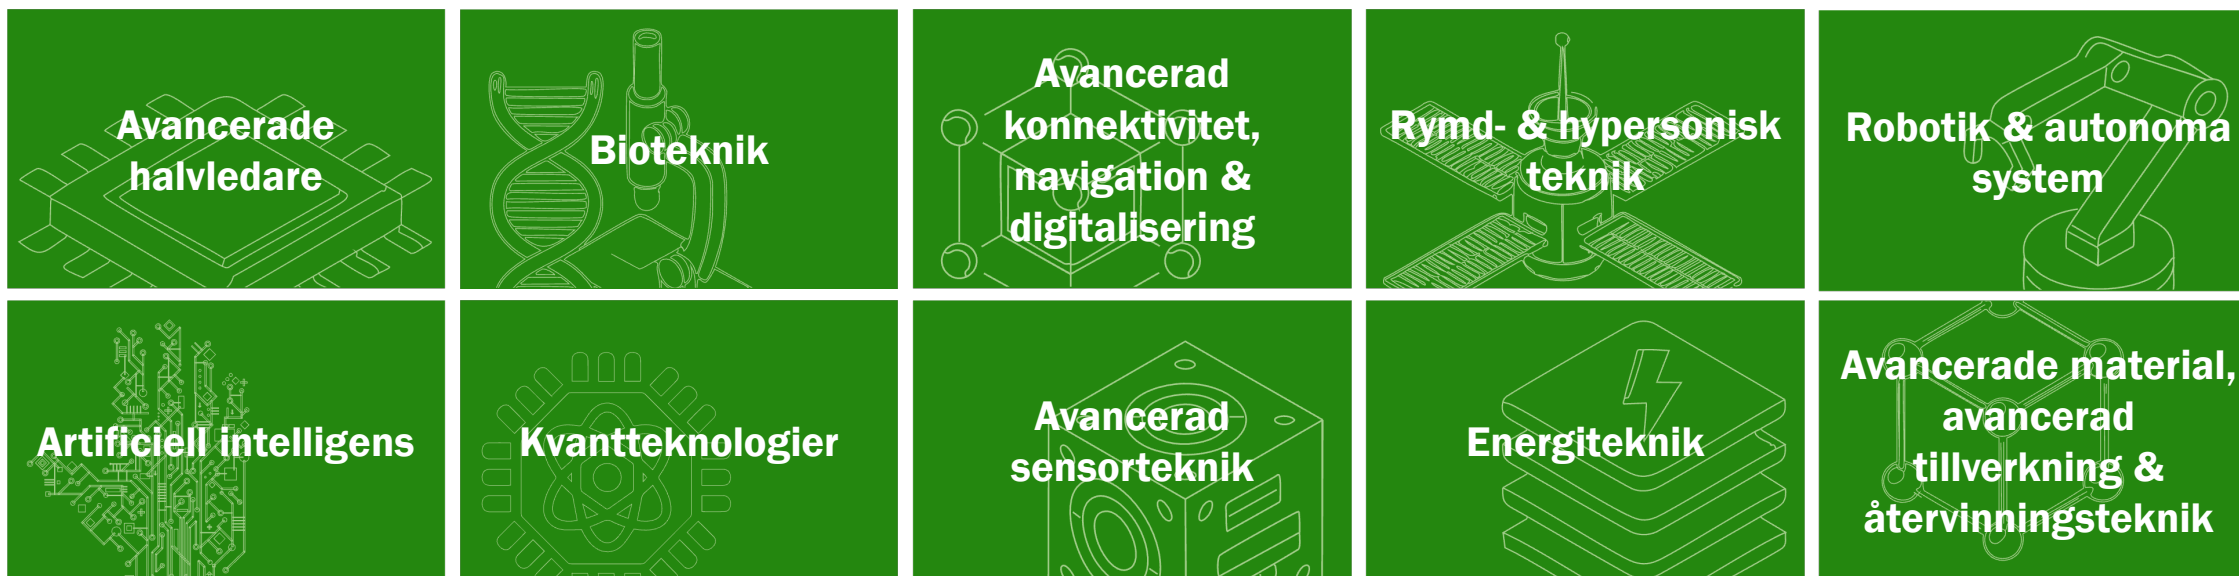 Avancerade
halvledare
Bioteknik
Avancerad
konnektivitet,
navigation &
digitalisering
Rymd- & hypersonisk
teknik
Robotik & autonoma
system
Artificiell intelligens
Kvantteknologier
Avancerad
sensorteknik
Energiteknik
Avancerade material,
avancerad
tillverkning &
återvinningsteknik